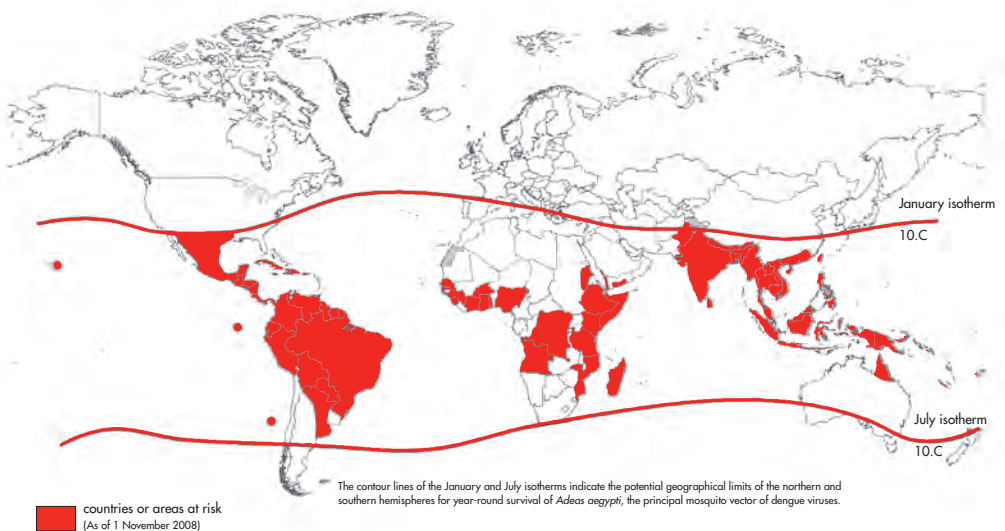 January isotherm
10.C
July isotherm
10.C
The contour lines of the January and July isotherms indicate the potential geographical limits of the northern and
southern hemispheres for year-round survival of Adeas aegypti, the principal mosquito vector of dengue viruses.
countries or areas at risk
(As of 1 November 2008)